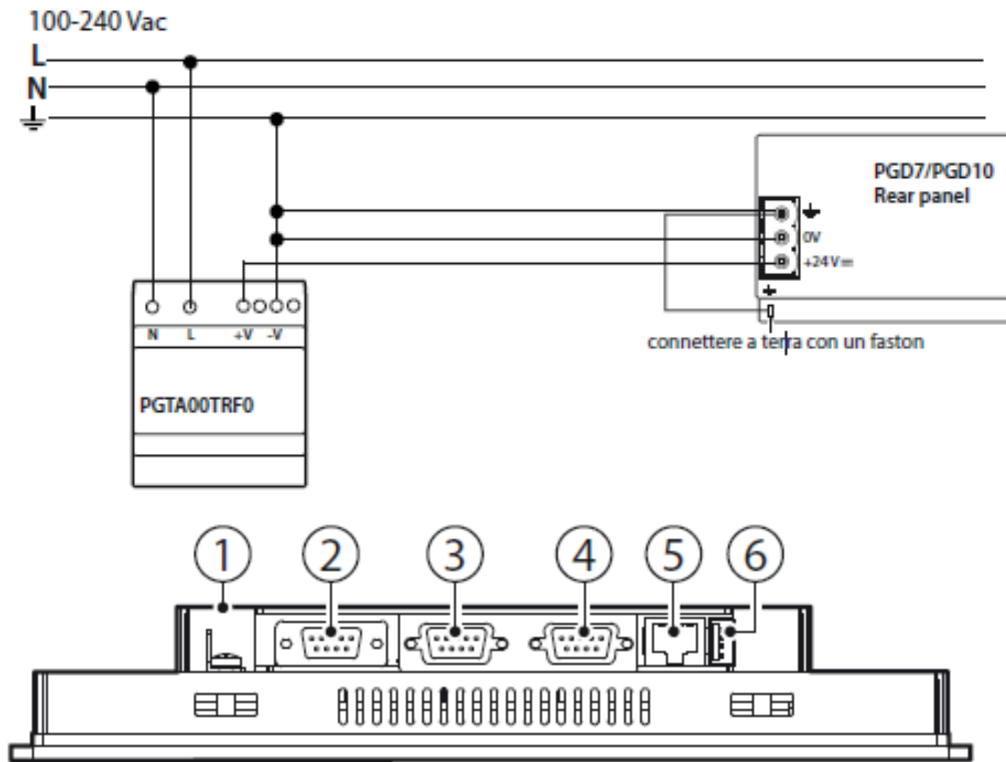 100-240 Vac
L
N
PGD7/PGD10
Rear panel
0V
+24 V
N L +V -V
connettere a terra con un faston
PGTA00TRF0
1 2 3 4 5 6